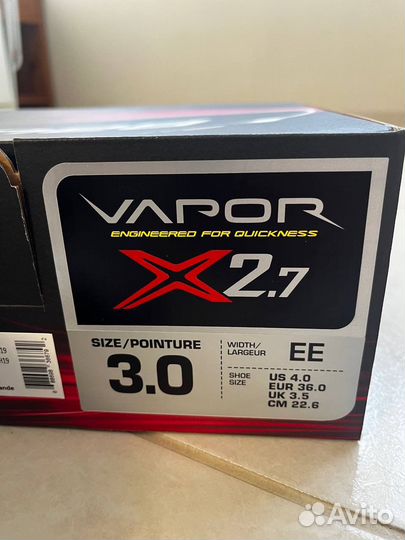 VAPOR
ENGINEERED FOR QUICKNESS
X2.7
SIZE/POINTURE
3.0
WIDTH/
LARGEUR
EE
SHOE
SIZE
US 4.0
EUR 36.0
UK 3.5
CM 22.6
Avito